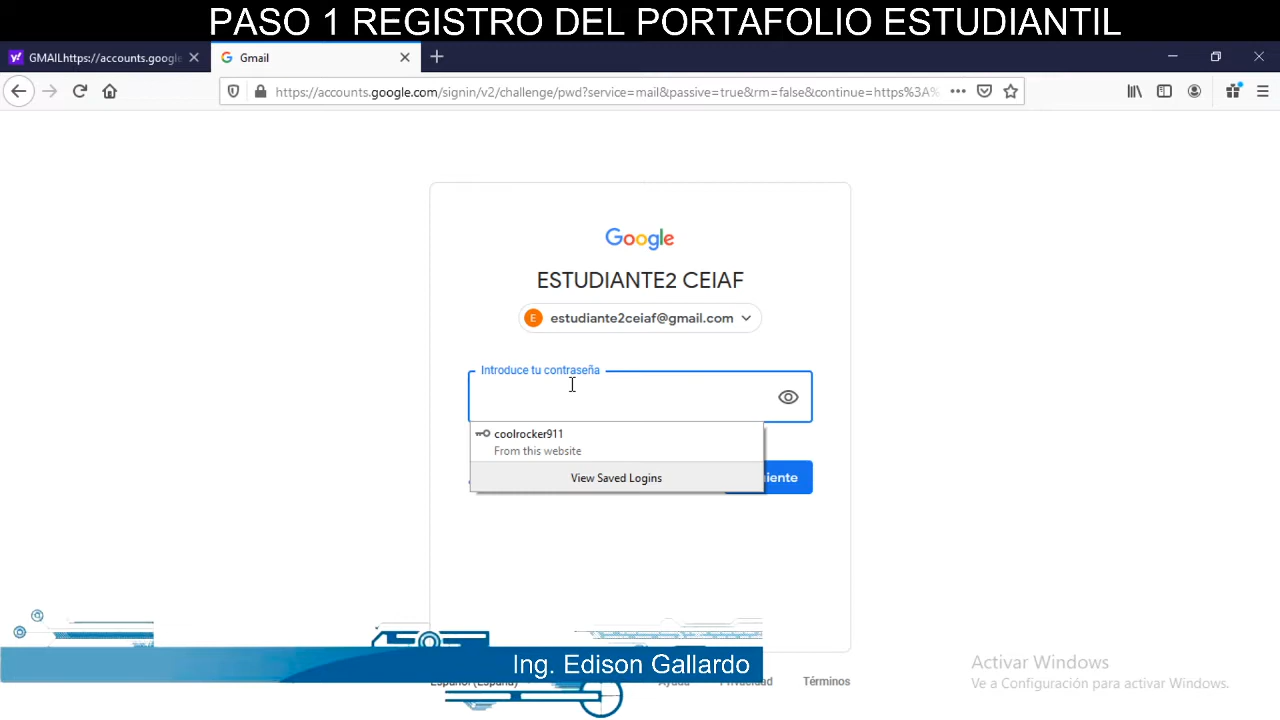 PASO 1 REGISTRO DEL PORTAFOLIO ESTUDIANTIL
GMAILhttps://accounts.google
Gmail
https://accounts.google.com/signin/v2/challenge/pwd?service=mail&passive=true&rm=false&continue=https%3A%
Google
ESTUDIANTE2 CEIAF
E estudiante2ceiaf@gmail.com
Introduce tu contraseña
coolrocker911
From this website
View Saved Logins
iente
Ing. Edison Gallardo
Activar Windows
Ve a Configuración para activar Windows.
Español (España)
Ayuda
Privacidad
Términos